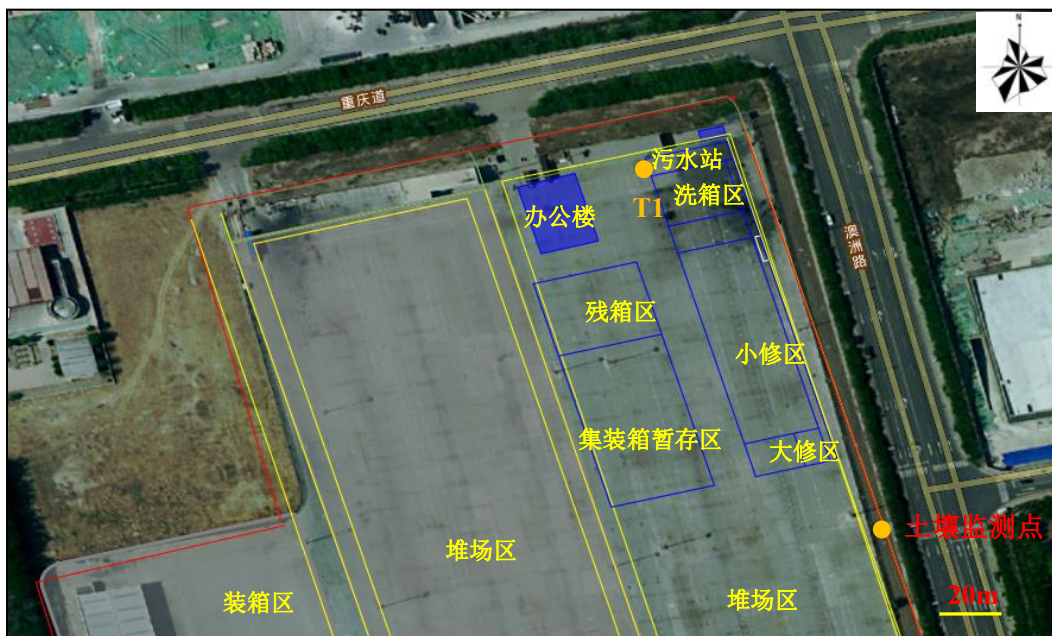 N
重庆道
污水站
洗箱区
T1
办公楼
澳洲路
残箱区
小修区
集装箱暂存区
大修区
土壤监测点
堆场区
装箱区
堆场区
20m